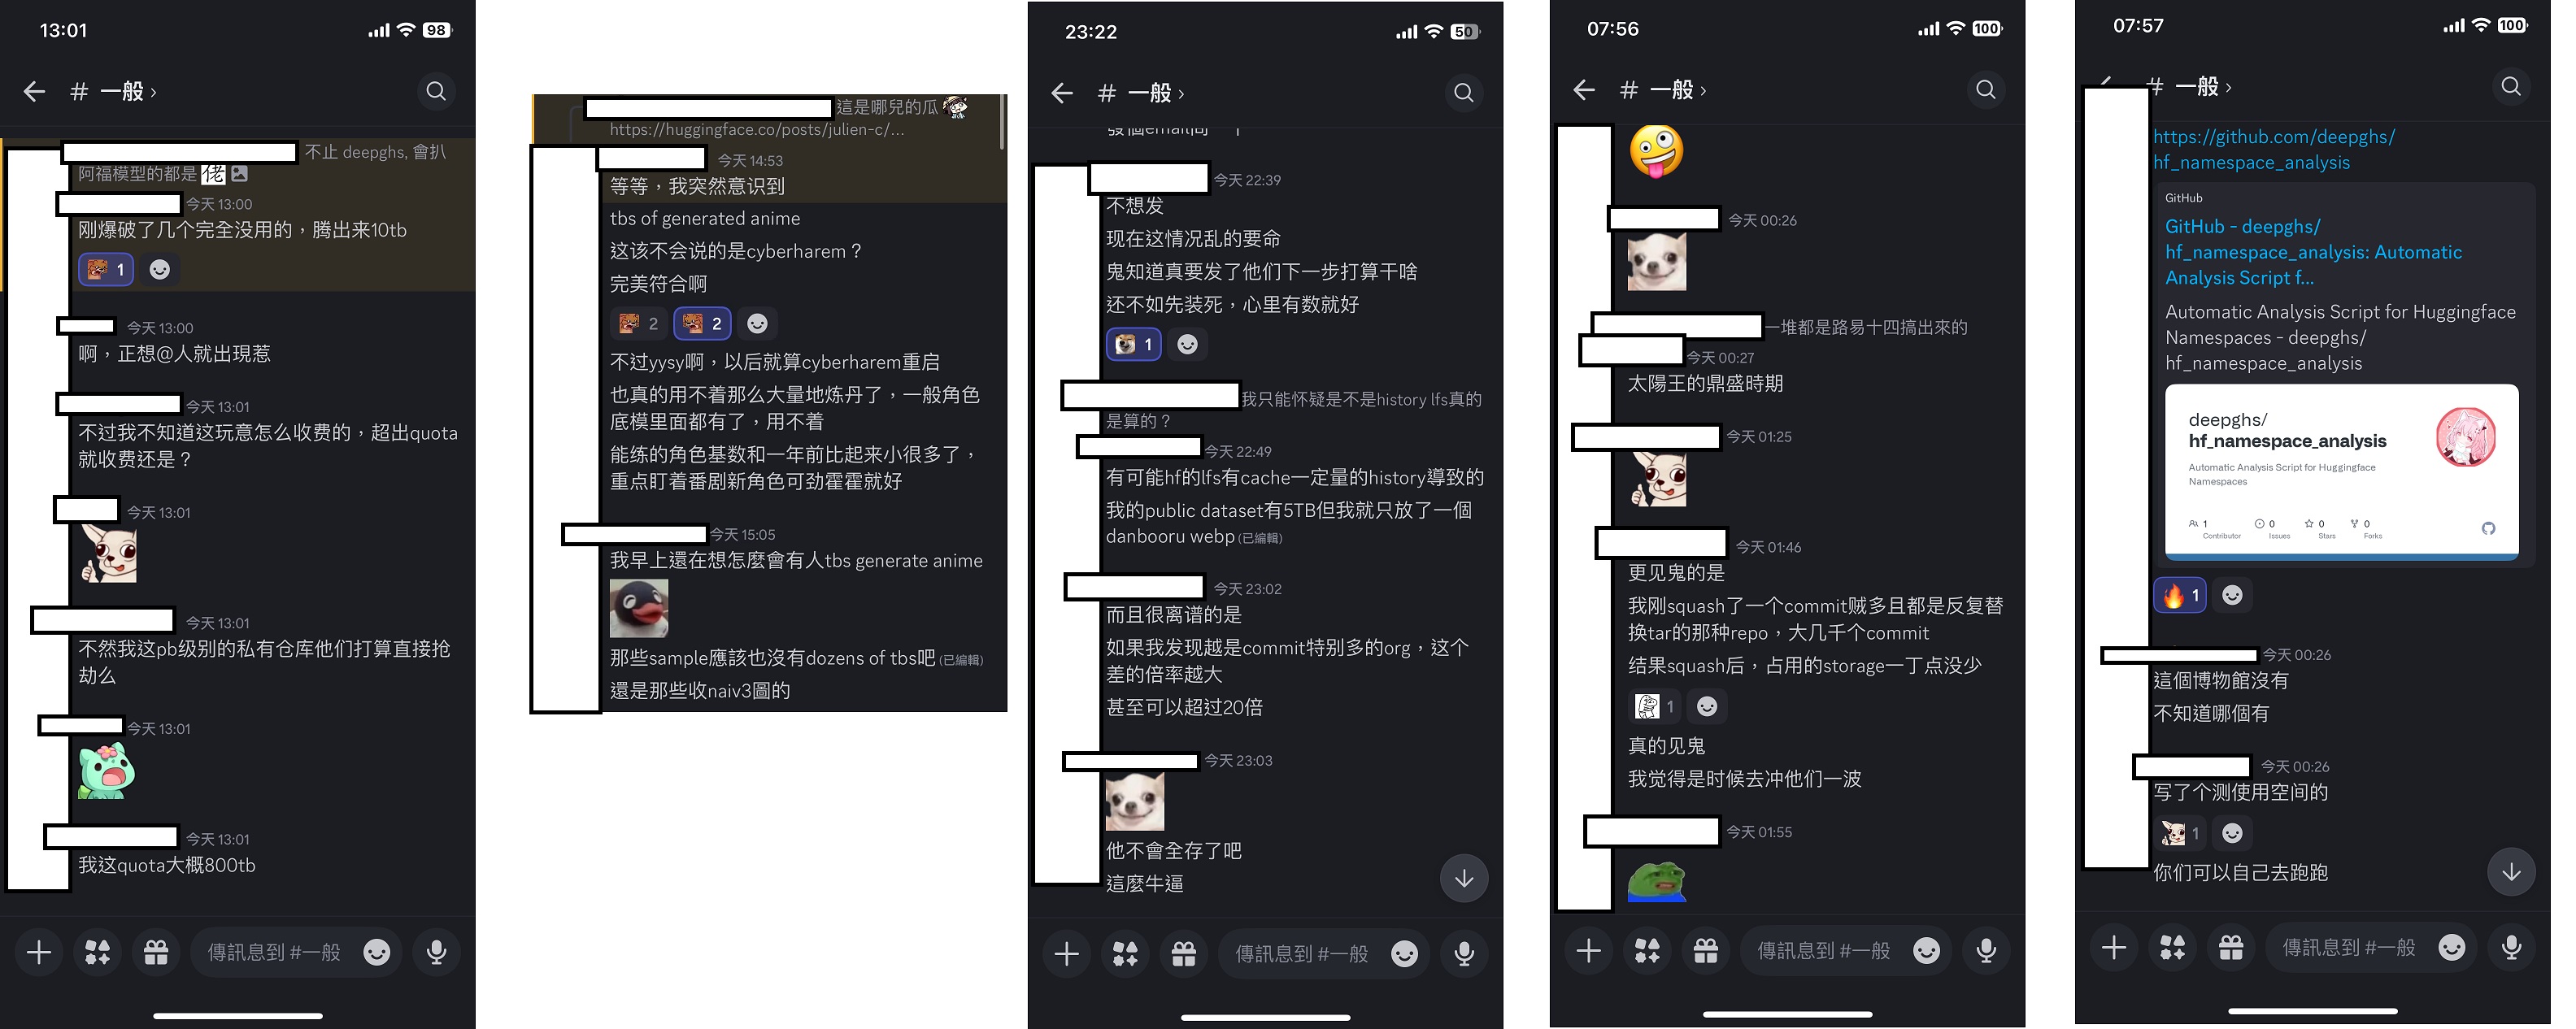 13:01
98
# 一般 ›
不止 deepghs, 會扒
阿福模型的都是 佬
今天 13:00
刚爆破了几个完全没用的，腾出来10tb
1
今天 13:00
啊，正想@人就出現惹
今天 13:01
不过我不知道这玩意怎么收费的，超出quota
就收费还是？
今天 13:01
今天 13:01
不然我这pb级别的私有仓库他们打算直接抢
劫么
今天 13:01
今天 13:01
我这quota大概800tb
傳訊息到 #一般
這是哪兒的瓜
https://huggingface.co/posts/julien-c/...
今天 14:53
等等，我突然意识到
tbs of generated anime
这该不会说的是cyberharem？
完美符合啊
2
2
不过yysy啊，以后就算cyberharem重启
也真的用不着那么大量地炼丹了，一般角色
底模里面都有了，用不着
能练的角色基数和一年前比起来小很多了，
重点盯着番剧新角色可劲霍霍就好
今天 15:05
我早上還在想怎麼會有人tbs generate anime
那些sample應該也沒有dozens of tbs吧 (已編輯)
還是那些收naiv3圖的
23:22
50
# 一般 ›
今天 22:39
不想发
现在这情况乱的要命
鬼知道真要发了他们下一步打算干啥
还不如先装死，心里有数就好
1
我只能怀疑是不是history lfs真的
是算的？
今天 22:49
有可能hf的lfs有cache一定量的history導致的
我的public dataset有5TB但我就只放了一個
danbooru webp (已編輯)
今天 23:02
而且很离谱的是
如果我发现越是commit特别多的org，这个
差的倍率越大
甚至可以超过20倍
今天 23:03
他不會全存了吧
這麼牛逼
傳訊息到 #一般
07:56
100
# 一般 ›
今天 00:26
一堆都是路易十四搞出來的
今天 00:27
太陽王的鼎盛時期
今天 01:25
今天 01:46
更见鬼的是
我刚squash了一个commit贼多且都是反复替
换tar的那种repo，大几千个commit
结果squash后，占用的storage一丁点没少
1
真的见鬼
我觉得是时候去冲他们一波
今天 01:55
傳訊息到 #一般
07:57
100
# 一般 ›
https://github.com/deepghs/
hf_namespace_analysis
GitHub
GitHub - deepghs/
hf_namespace_analysis: Automatic
Analysis Script f...
Automatic Analysis Script for Huggingface
Namespaces - deepghs/
hf_namespace_analysis
deepghs/
hf_namespace_analysis
Automatic Analysis Script for Huggingface
Namespaces
1
Contributor
0
Issues
0
Stars
0
Forks
1
今天 00:26
這個博物館沒有
不知道哪個有
今天 00:26
写了个测使用空间的
1
你们可以自己去跑跑
傳訊息到 #一般